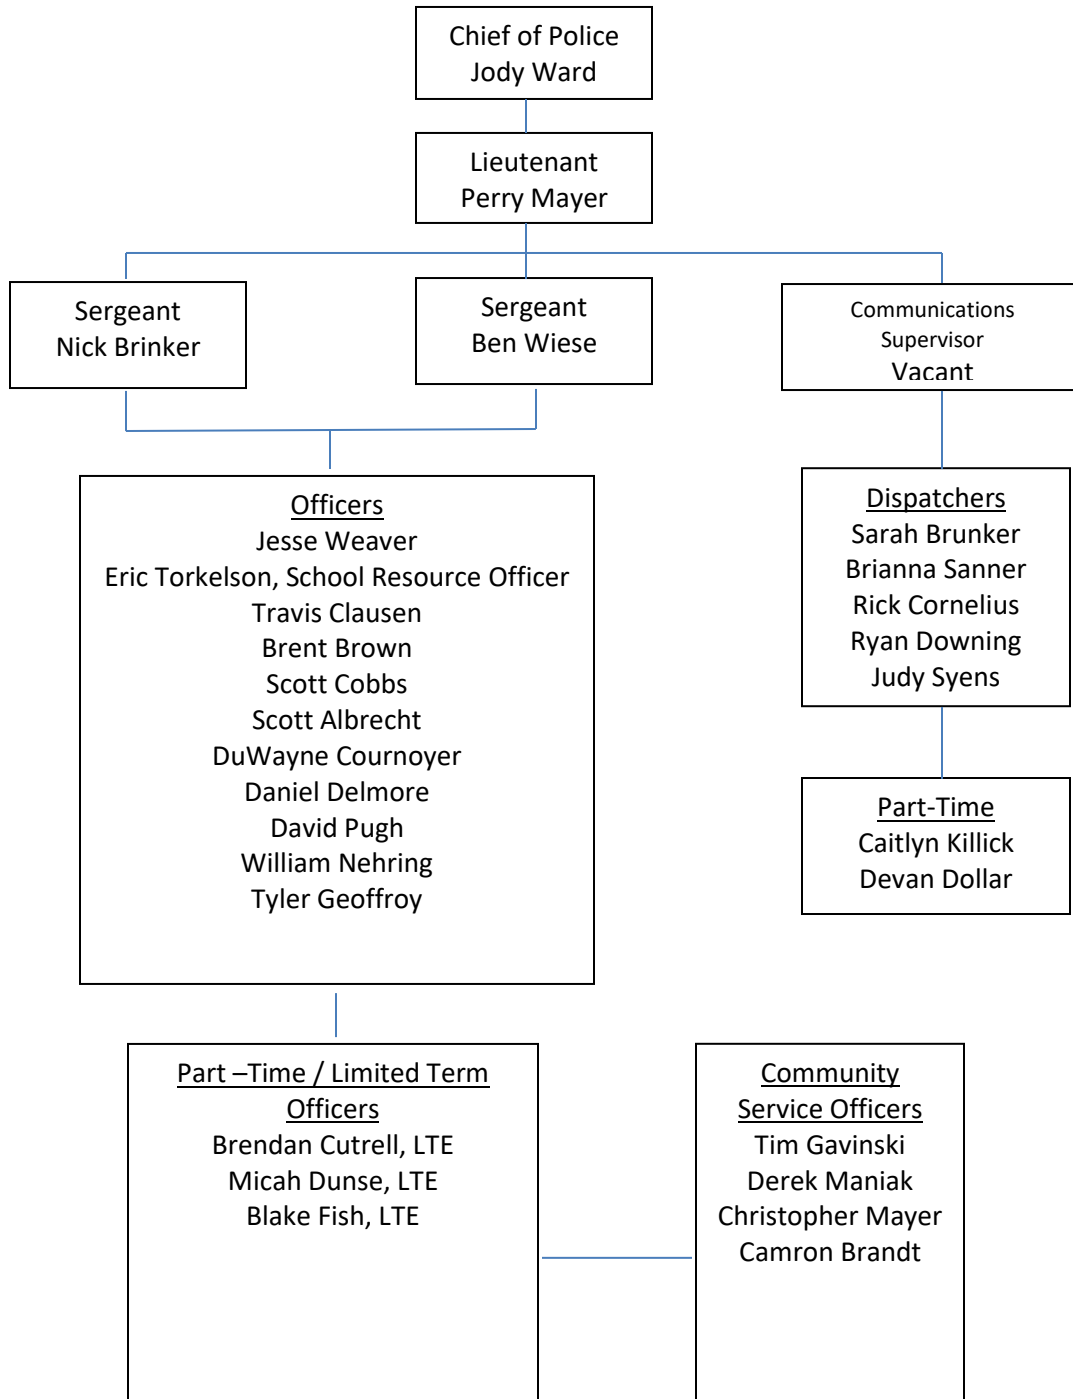 Chief of Police
Jody Ward
Lieutenant
Perry Mayer
Sergeant
Nick Brinker
Sergeant
Ben Wiese
Communications
Supervisor
Vacant
Officers
Jesse Weaver
Eric Torkelson, School Resource Officer
Travis Clausen
Brent Brown
Scott Cobbs
Scott Albrecht
DuWayne Cournoyer
Daniel Delmore
David Pugh
William Nehring
Tyler Geoffroy
Dispatchers
Sarah Brunker
Brianna Sanner
Rick Cornelius
Ryan Downing
Judy Syens
Part-Time
Caitlyn Killick
Devan Dollar
Part –Time / Limited Term
Officers
Brendan Cutrell, LTE
Micah Dunse, LTE
Blake Fish, LTE
Community
Service Officers
Tim Gavinski
Derek Maniak
Christopher Mayer
Camron Brandt